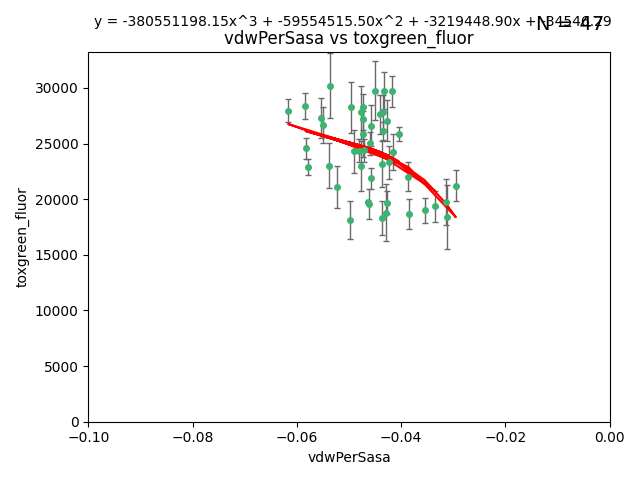 y = -380551198.15x^3 + -59554515.50x^2 + -3219448.90x +
N = 47
vdwPerSasa vs toxgreen_fluor
30000
25000
20000
15000
10000
5000
0
toxgreen_fluor
−0.10 −0.08 −0.06 −0.04 −0.02 0.00
vdwPerSasa